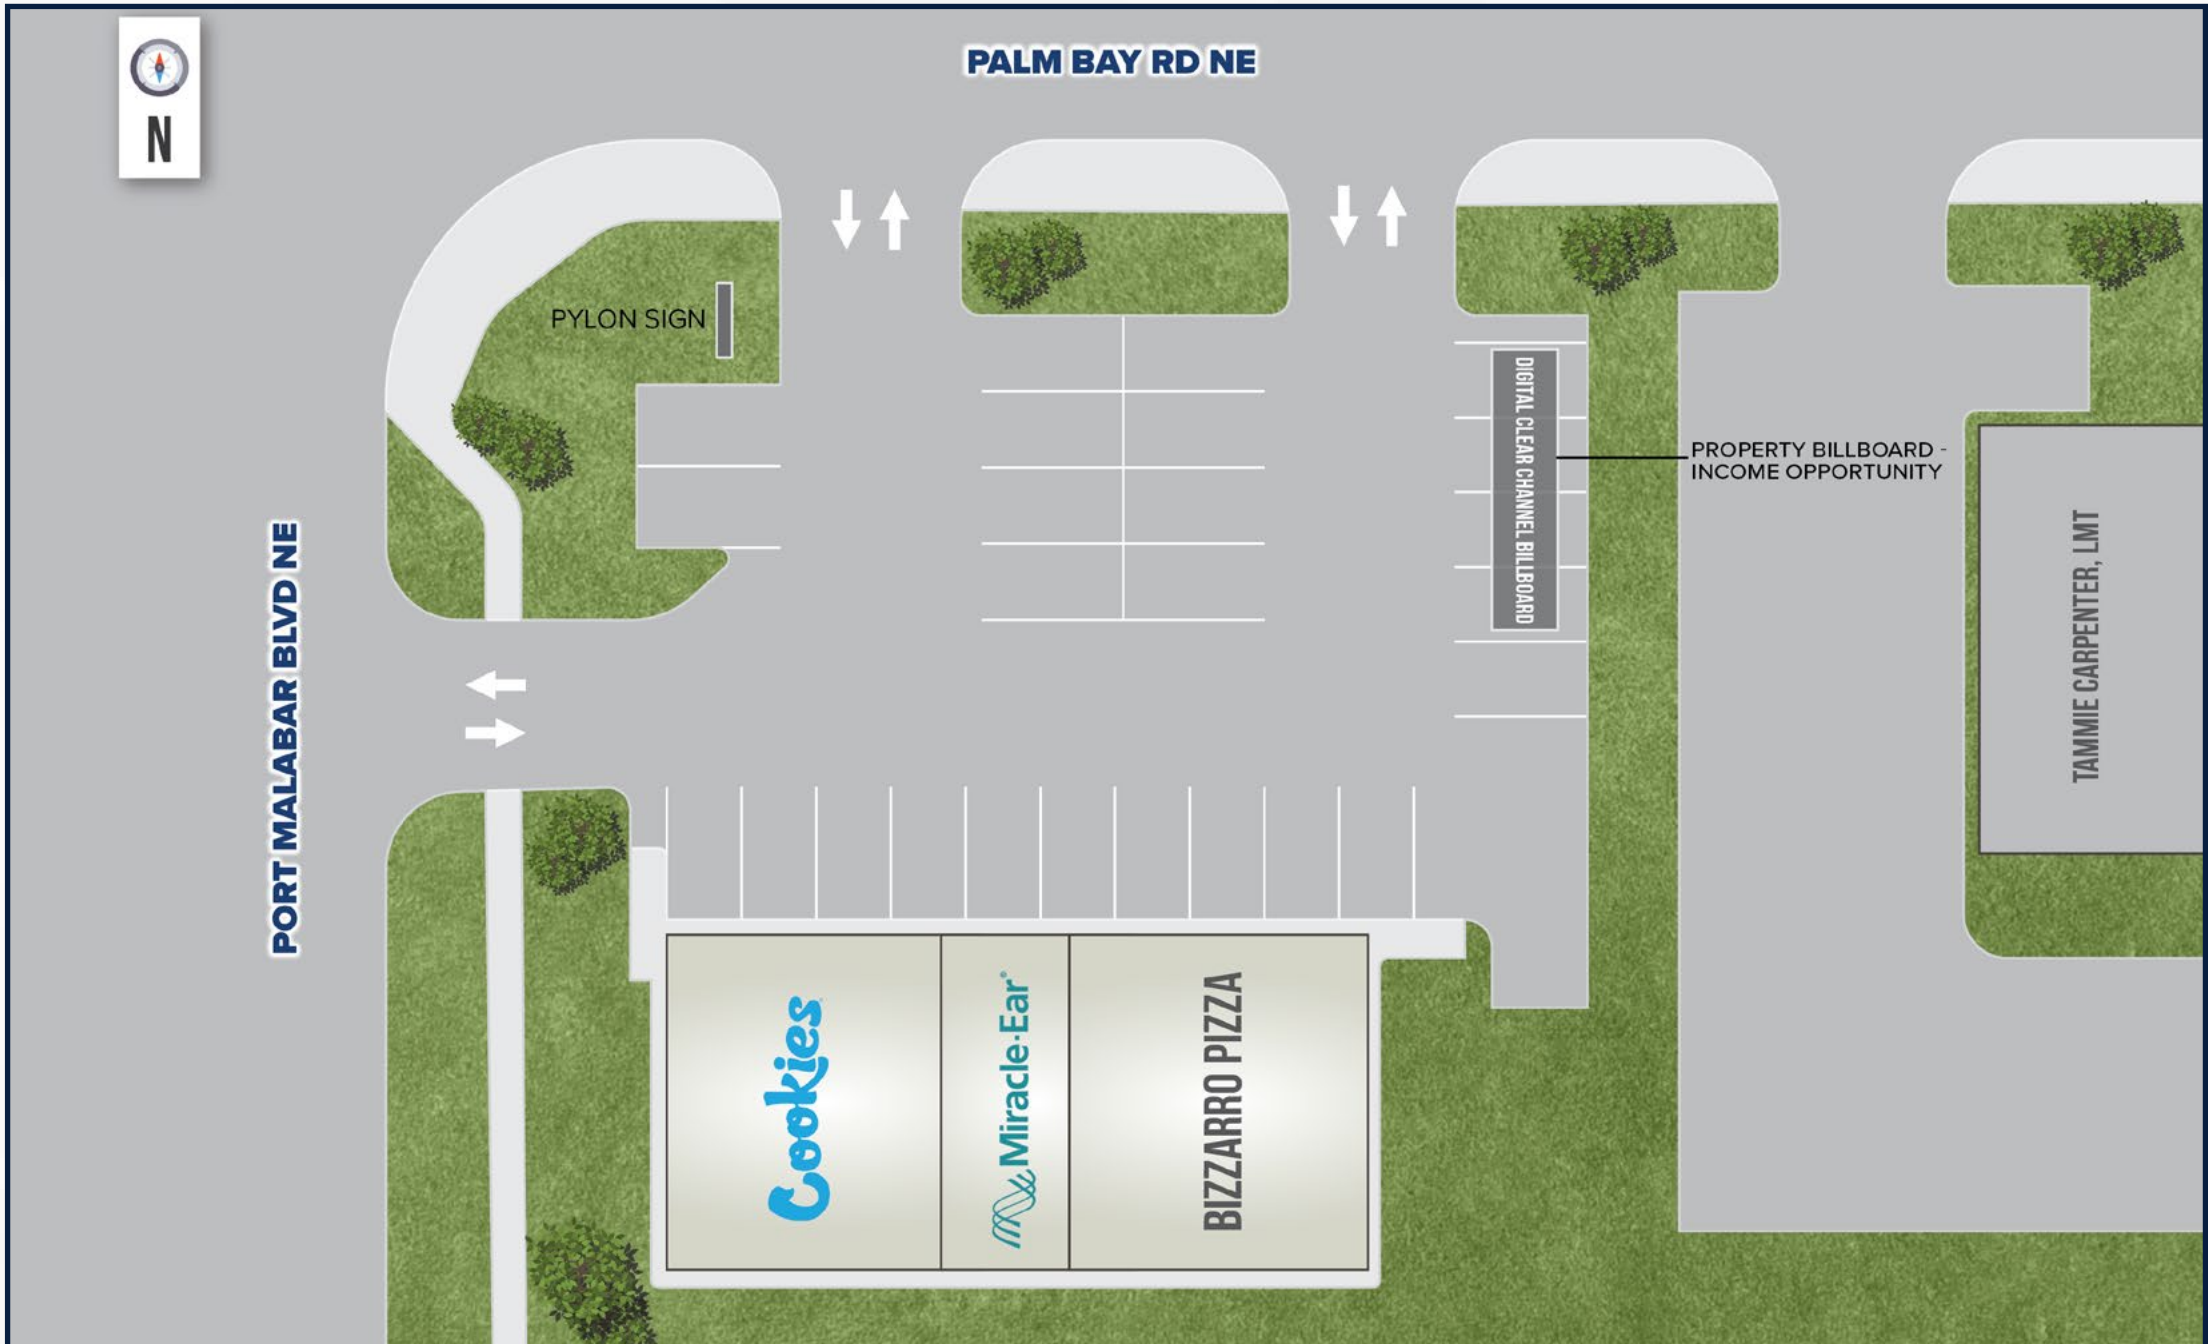 PALM BAY RD NE
N
PYLON SIGN
DIGITAL CLEAR CHANNEL BILLBOARD
PROPERTY BILLBOARD -
INCOME OPPORTUNITY
PORT MALABAR BLVD NE
TAMMIE CARPENTER, LMT
Cookies
Miracle-Ear®
BIZZARRO PIZZA